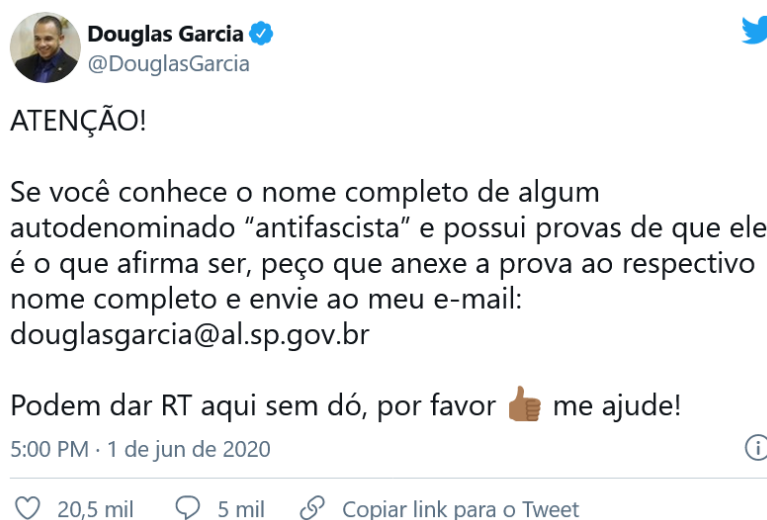 Douglas Garcia
@DouglasGarcia
ATENÇÃO!
Se você conhece o nome completo de algum
autodenominado “antifascista” e possui provas de que ele
é o que afirma ser, peço que anexe a prova ao respectivo
nome completo e envie ao meu e-mail:
douglasgarcia@al.sp.gov.br
Podem dar RT aqui sem dó, por favor 👍🏾 me ajude!
5:00 PM · 1 de jun de 2020
20,5 mil 5 mil Copiar link para o Tweet